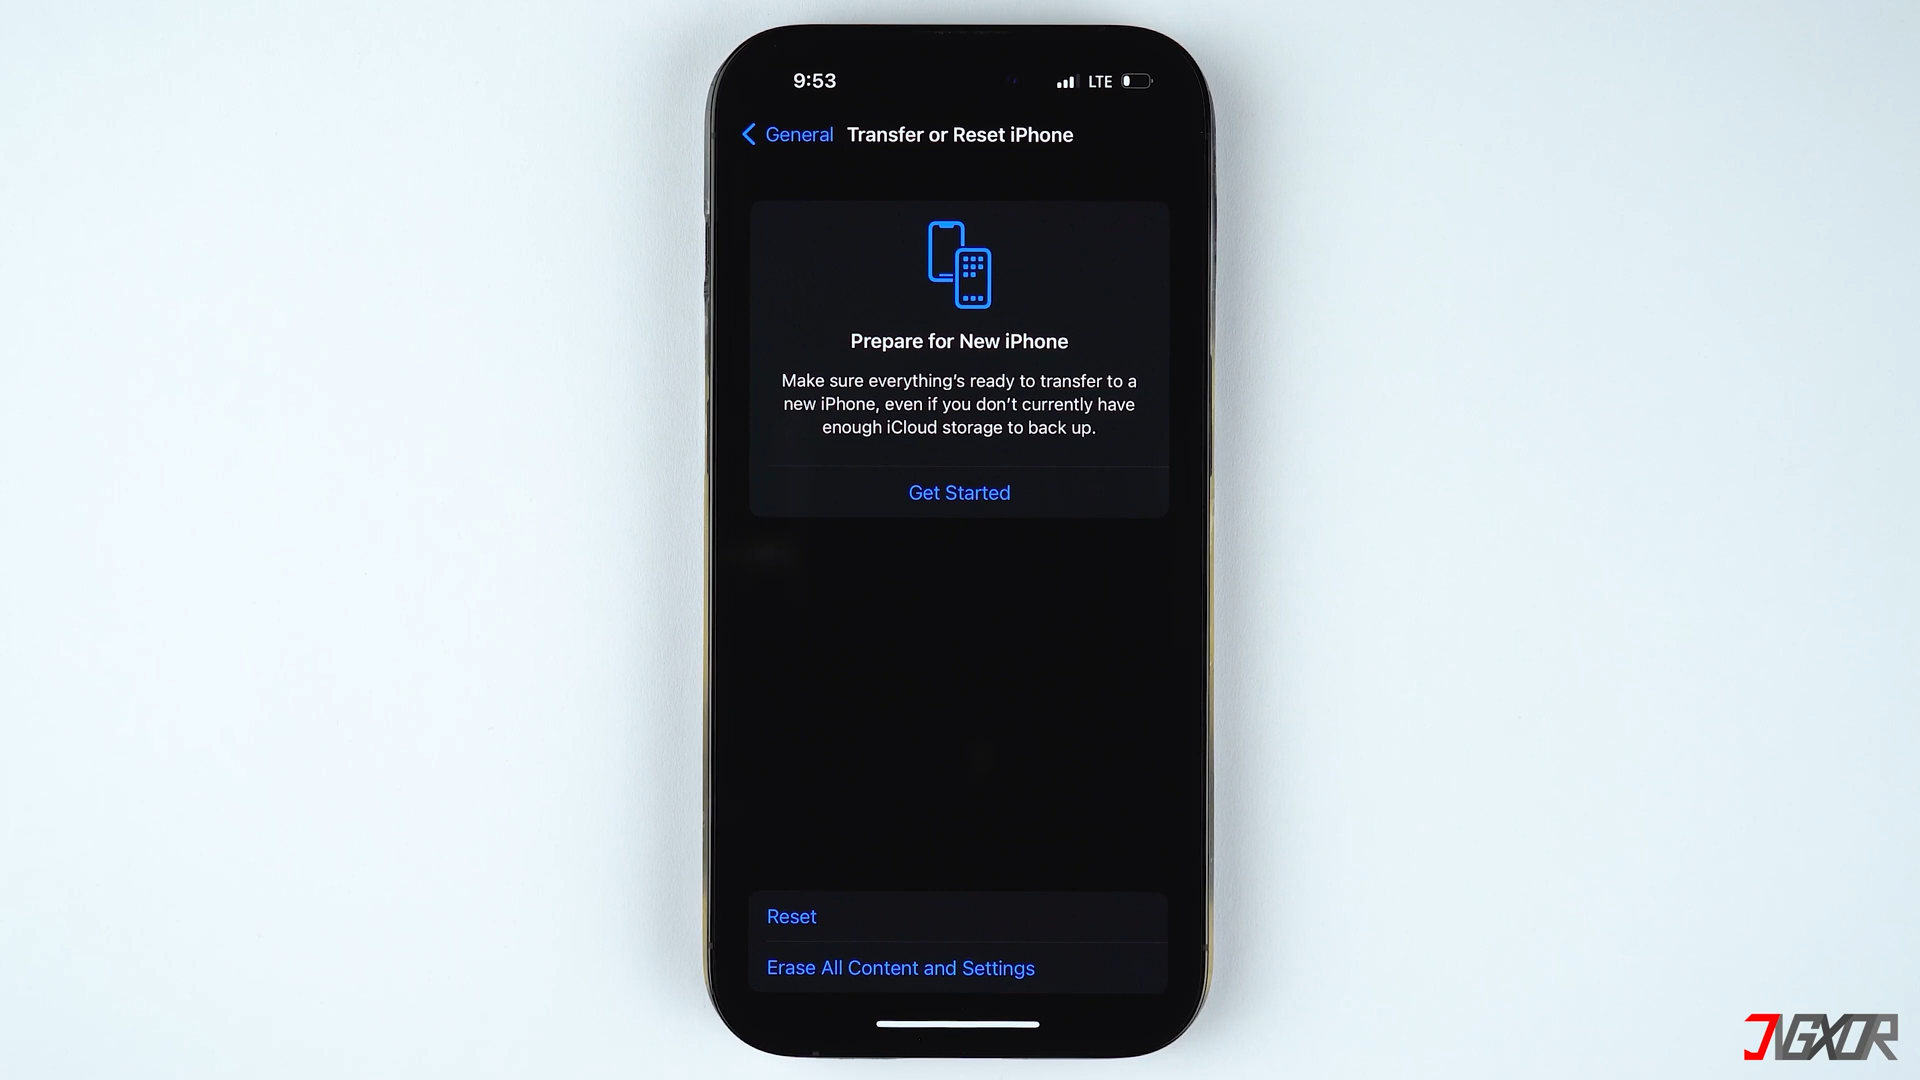 9:53 LTE
General Transfer or Reset iPhone
Prepare for New iPhone
Make sure everything's ready to transfer to a
new iPhone, even if you don't currently have
enough iCloud storage to back up.
Get Started
Reset
Erase All Content and Settings
JVGXOR